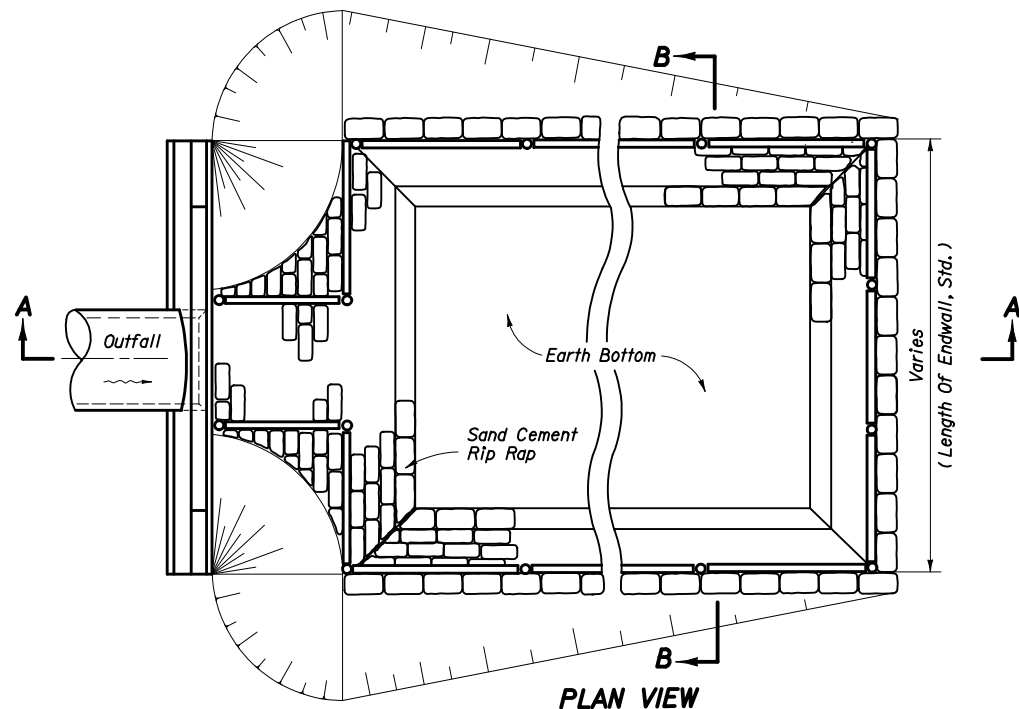 B
A
Outfall
A
Earth Bottom
Varies
( Length Of Endwall, Std. )
Sand Cement
Rip Rap
B
PLAN VIEW